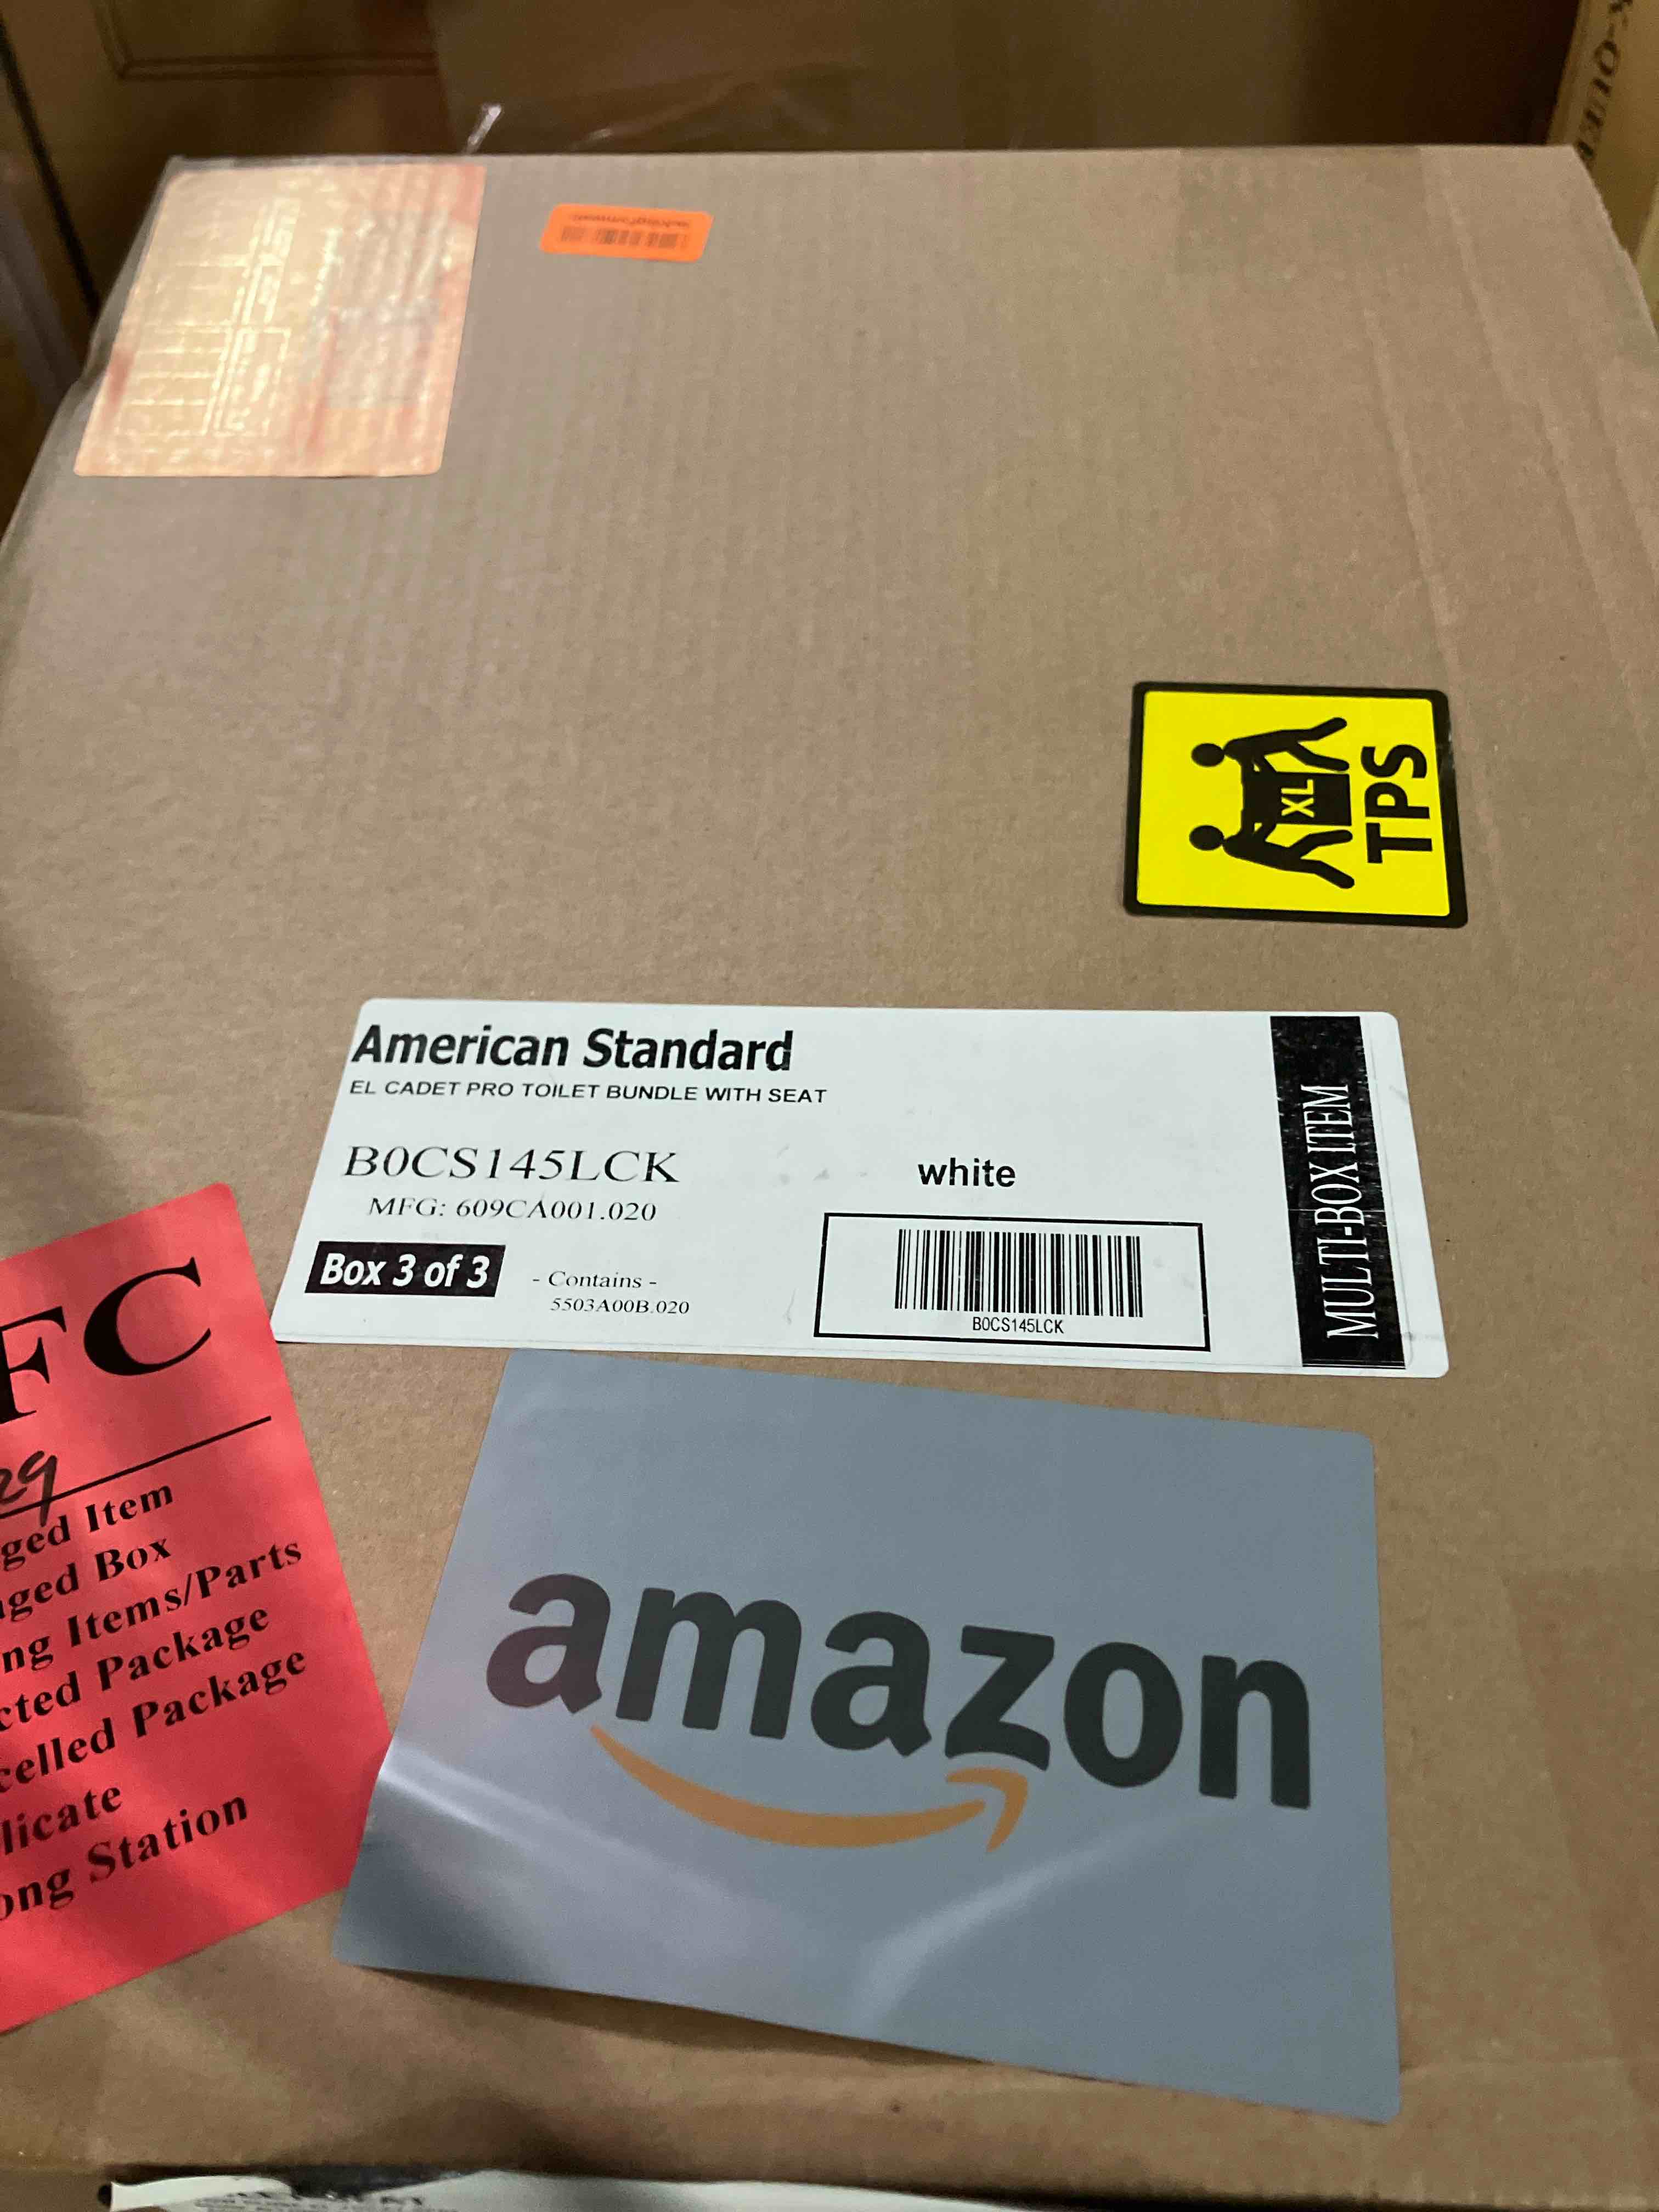 XL
TPS
American Standard
EL CADET PRO TOILET BUNDLE WITH SEAT
B0CS145LCK
white
MFG: 609CA001.020
Box 3 of 3
- Contains -
5503A00B.020
B0CS145LCK
MULTI-BOX ITEM
FC
29
ged Item
ged Box
ng Items/Parts
cted Package
celled Package
licate
ong Station
amazon